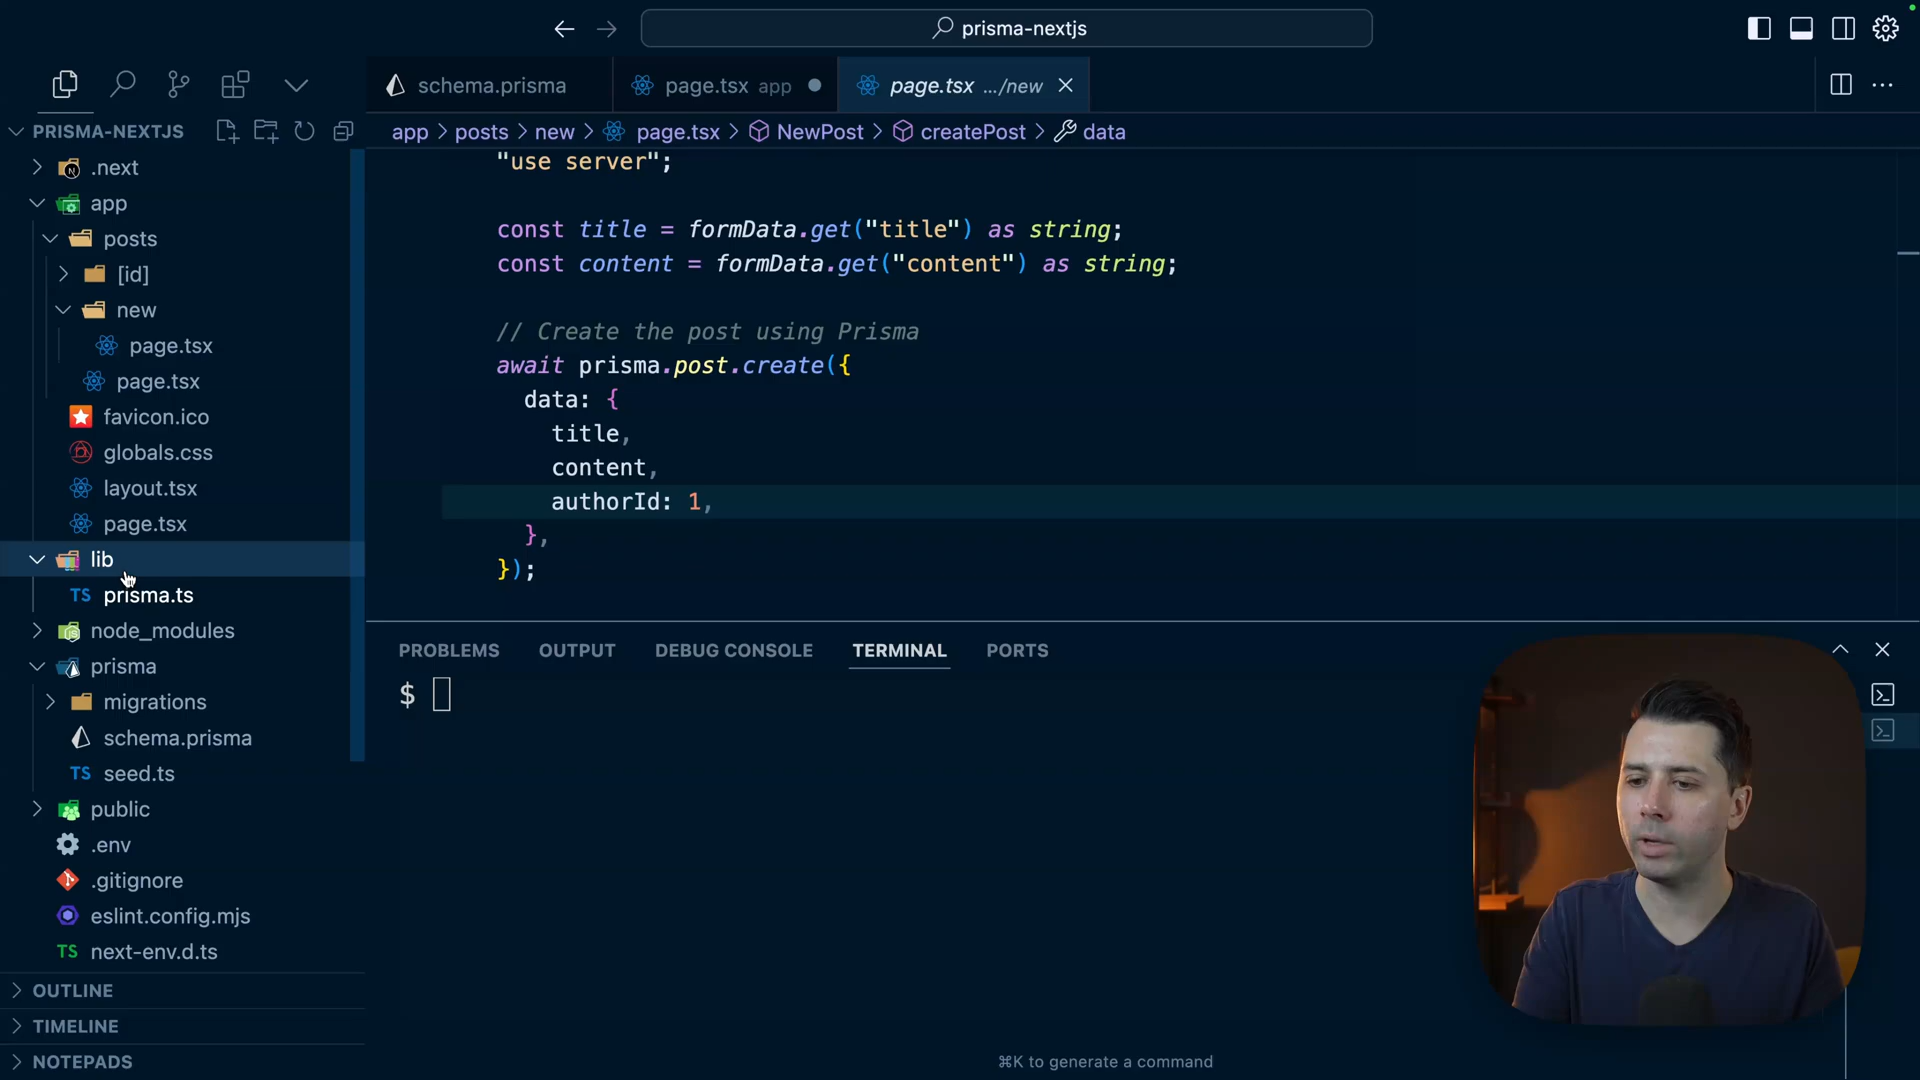 prisma-nextjs
schema.prisma
page.tsx app
page.tsx .../new
PRISMA-NEXTJS
app > posts > new > page.tsx > NewPost > createPost > data
.next
app
posts
[id]
new
page.tsx
page.tsx
favicon.ico
globals.css
layout.tsx
page.tsx
lib
TS prisma.ts
node_modules
prisma
migrations
schema.prisma
TS seed.ts
public
.env
.gitignore
eslint.config.mjs
TS next-env.d.ts
OUTLINE
TIMELINE
NOTEPADS
"use server";
const title = formData.get("title") as string;
const content = formData.get("content") as string;
// Create the post using Prisma
await prisma.post.create({
data: {
title,
content,
authorId: 1,
},
});
PROBLEMS OUTPUT DEBUG CONSOLE TERMINAL PORTS
$
⌘K to generate a command